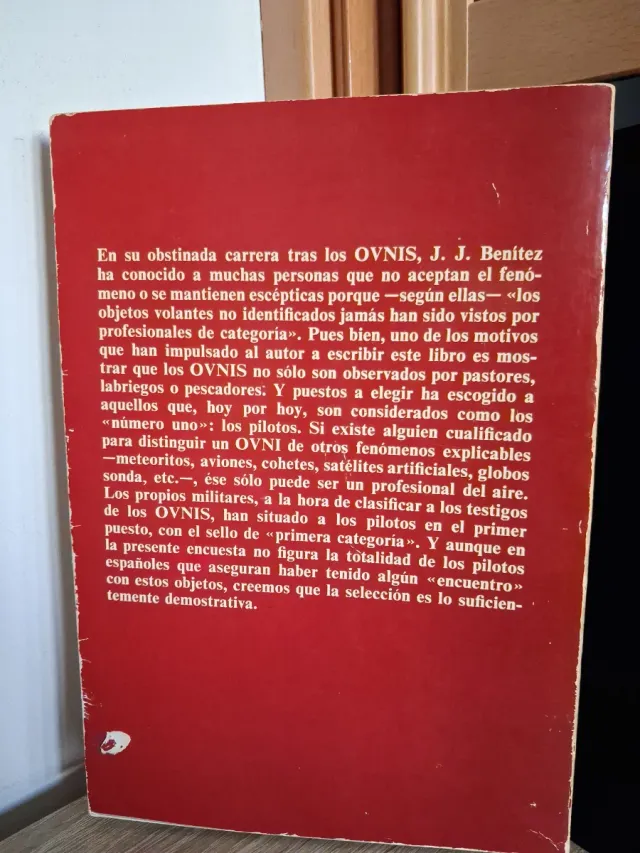 En su obstinada carrera tras los OVNIS, J. J. Benítez
ha conocido a muchas personas que no aceptan el fenó-
meno o se mantienen escépticas porque —según ellas— «los
objetos volantes no identificados jamás han sido vistos por
profesionales de categoría». Pues bien, uno de los motivos
que han impulsado al autor a escribir este libro es mos-
trar que los OVNIS no sólo son observados por pastores,
labriegos o pescadores. Y puestos a elegir ha escogido a
aquellos que, hoy por hoy, son considerados como los
«número uno»: los pilotos. Si existe alguien cualificado
para distinguir un OVNI de otros fenómenos explicables
—meteoritos, aviones, cohetes, satélites artificiales, globos
sonda, etc.—, ése sólo puede ser un profesional del aire.
Los propios militares, a la hora de clasificar a los testigos
de los OVNIS, han situado a los pilotos en el primer
puesto, con el sello de «primera categoría». Y aunque en
la presente encuesta no figura la totalidad de los pilotos
españoles que aseguran haber tenido algún «encuentro»
con estos objetos, creemos que la selección es lo suficien-
temente demostrativa.